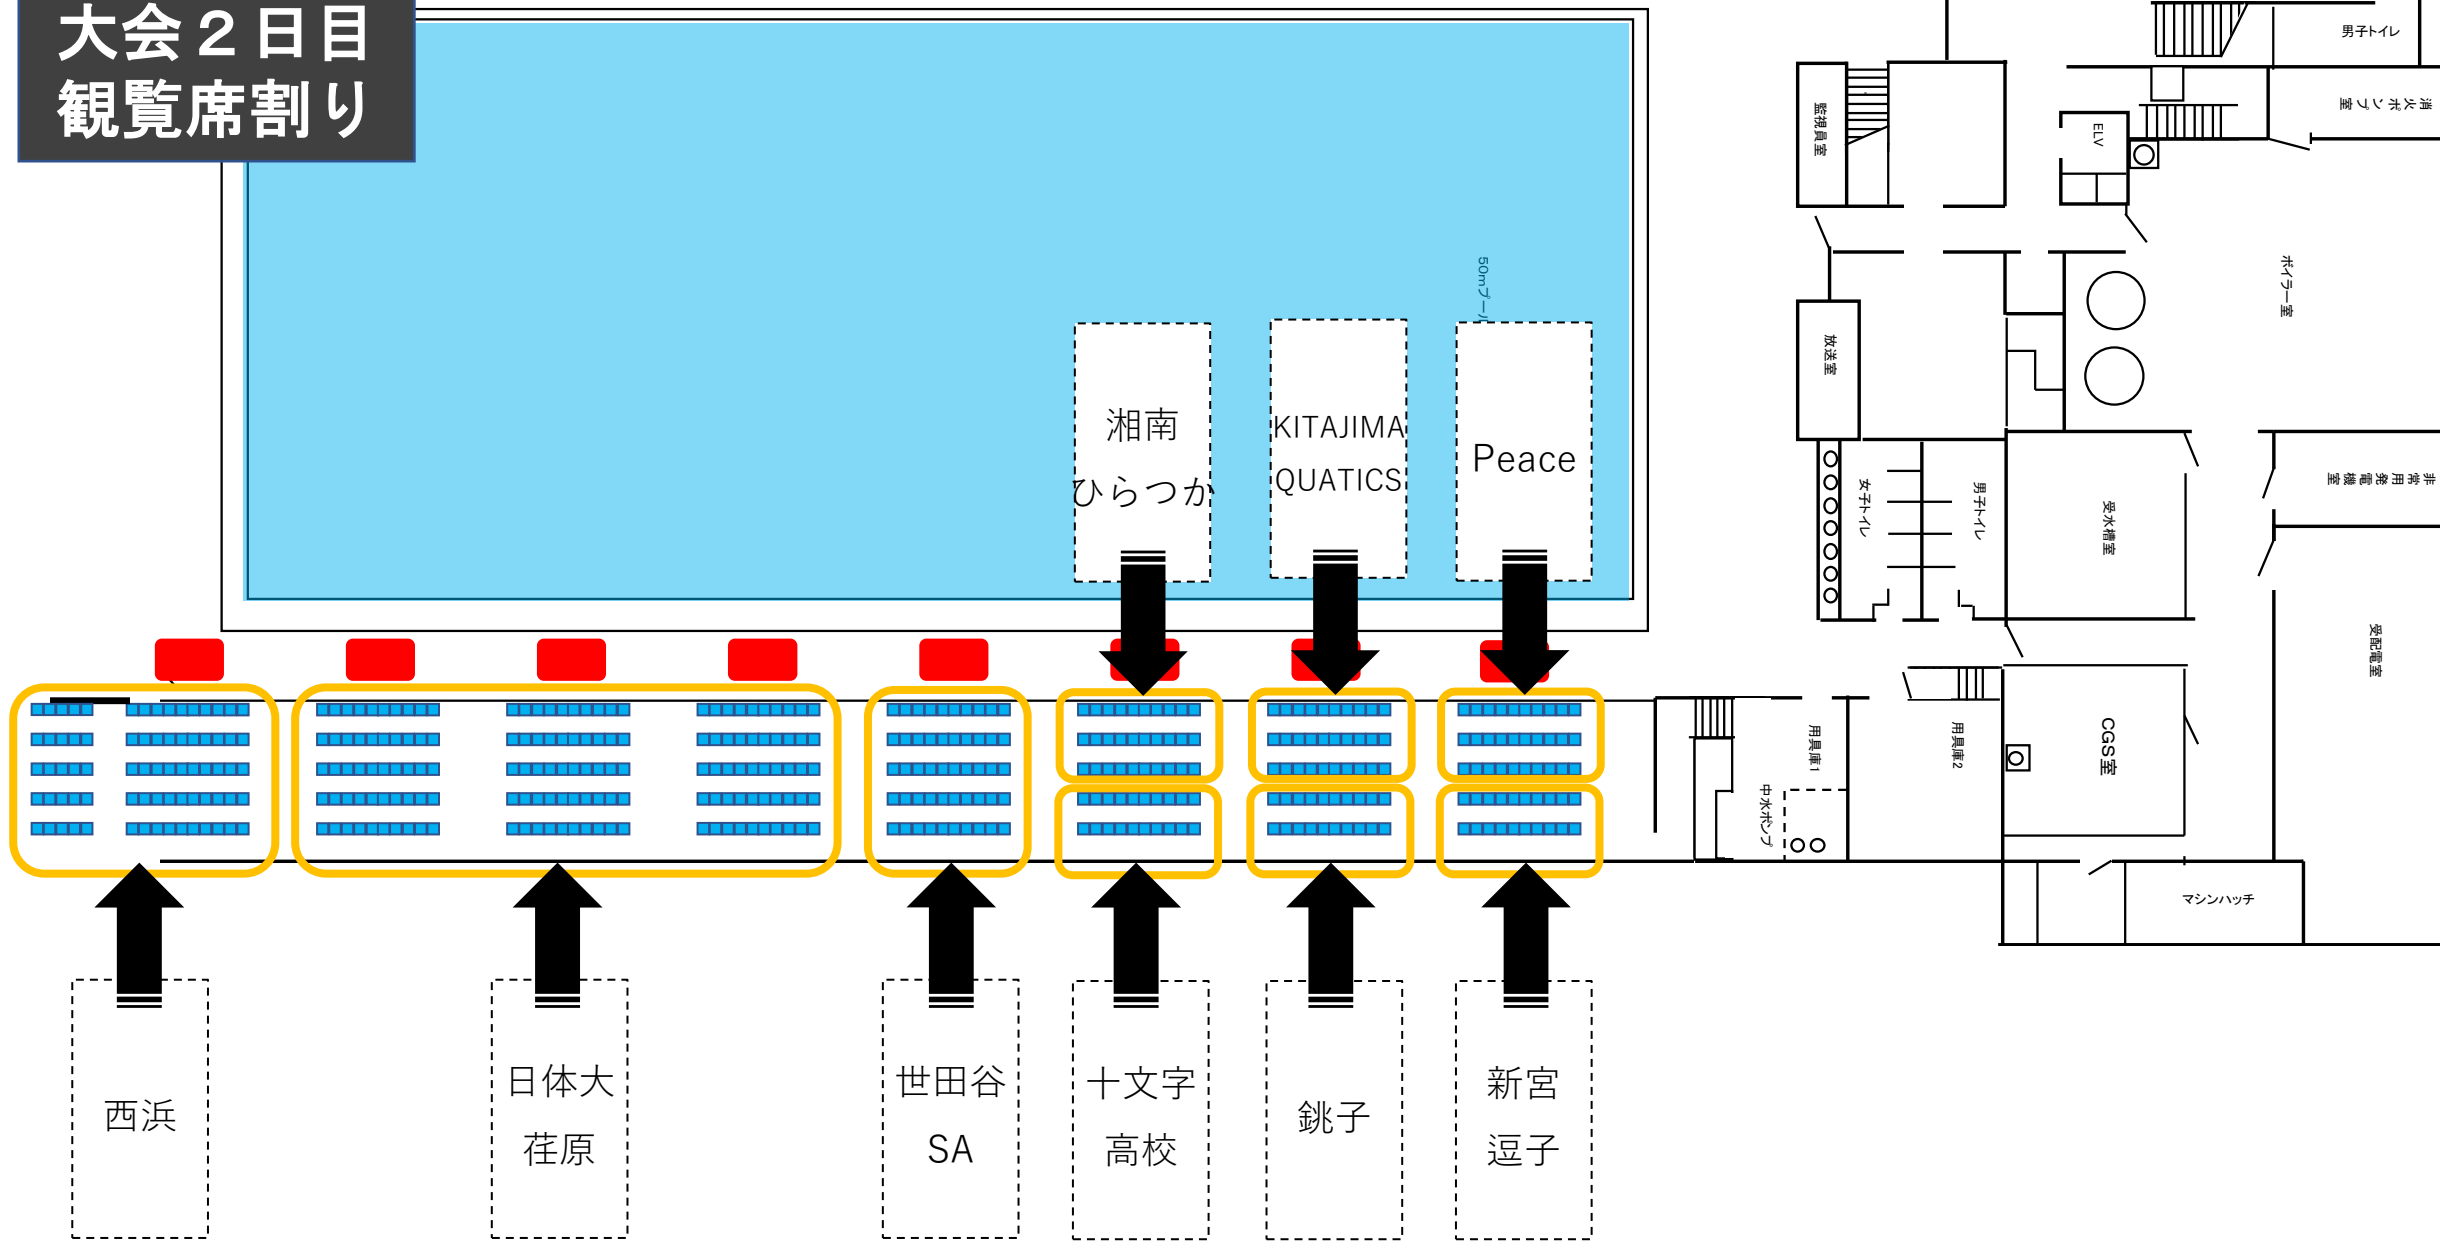 大会２日目
観覧席割り
男子トイレ
消火ポンプ室
監視員室
ELV
ボイラー室
50mプール
放送室
湘南
ひらつか
KITAJIMA
QUATICS
Peace
女子トイレ
男子トイレ
受水槽室
非常用発電機室
受配電室
用具庫1
用具庫2
CGS室
中水ポンプ
マシンハッチ
西浜
日体大
荏原
世田谷
SA
十文字
高校
銚子
新宮
逗子